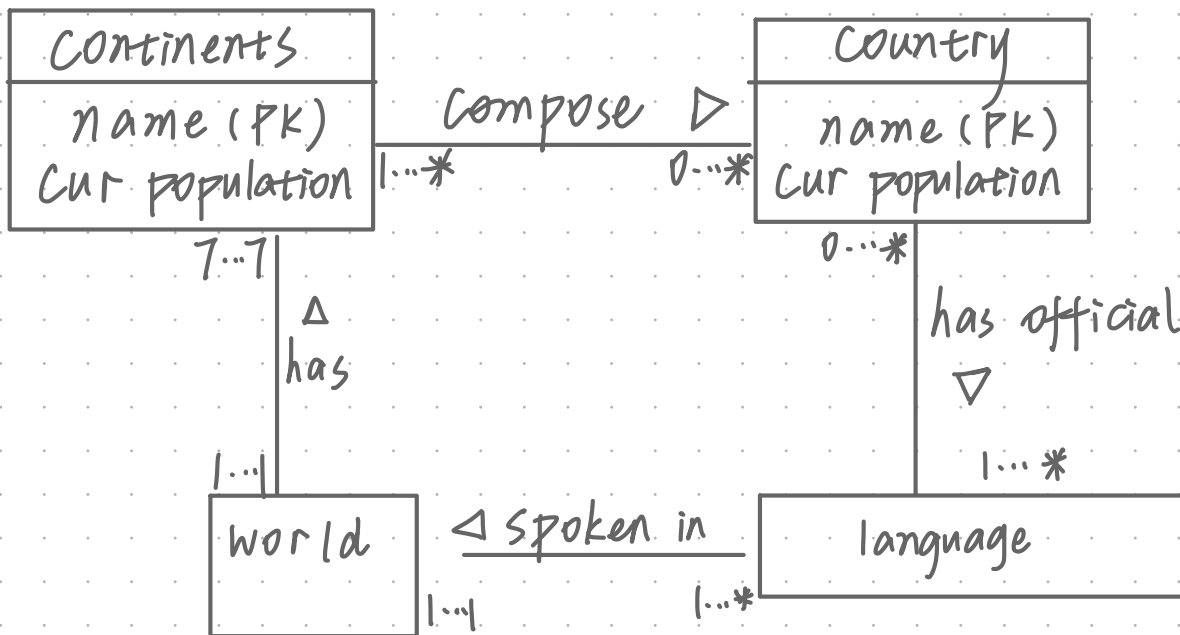 Continents
name (PK)
Cur population
Compose
1...*
0...*
Country
name (PK)
Cur population
7...7
has
1...1
0...*
has official
1...*
world
1...1
spoken in
1...*
language